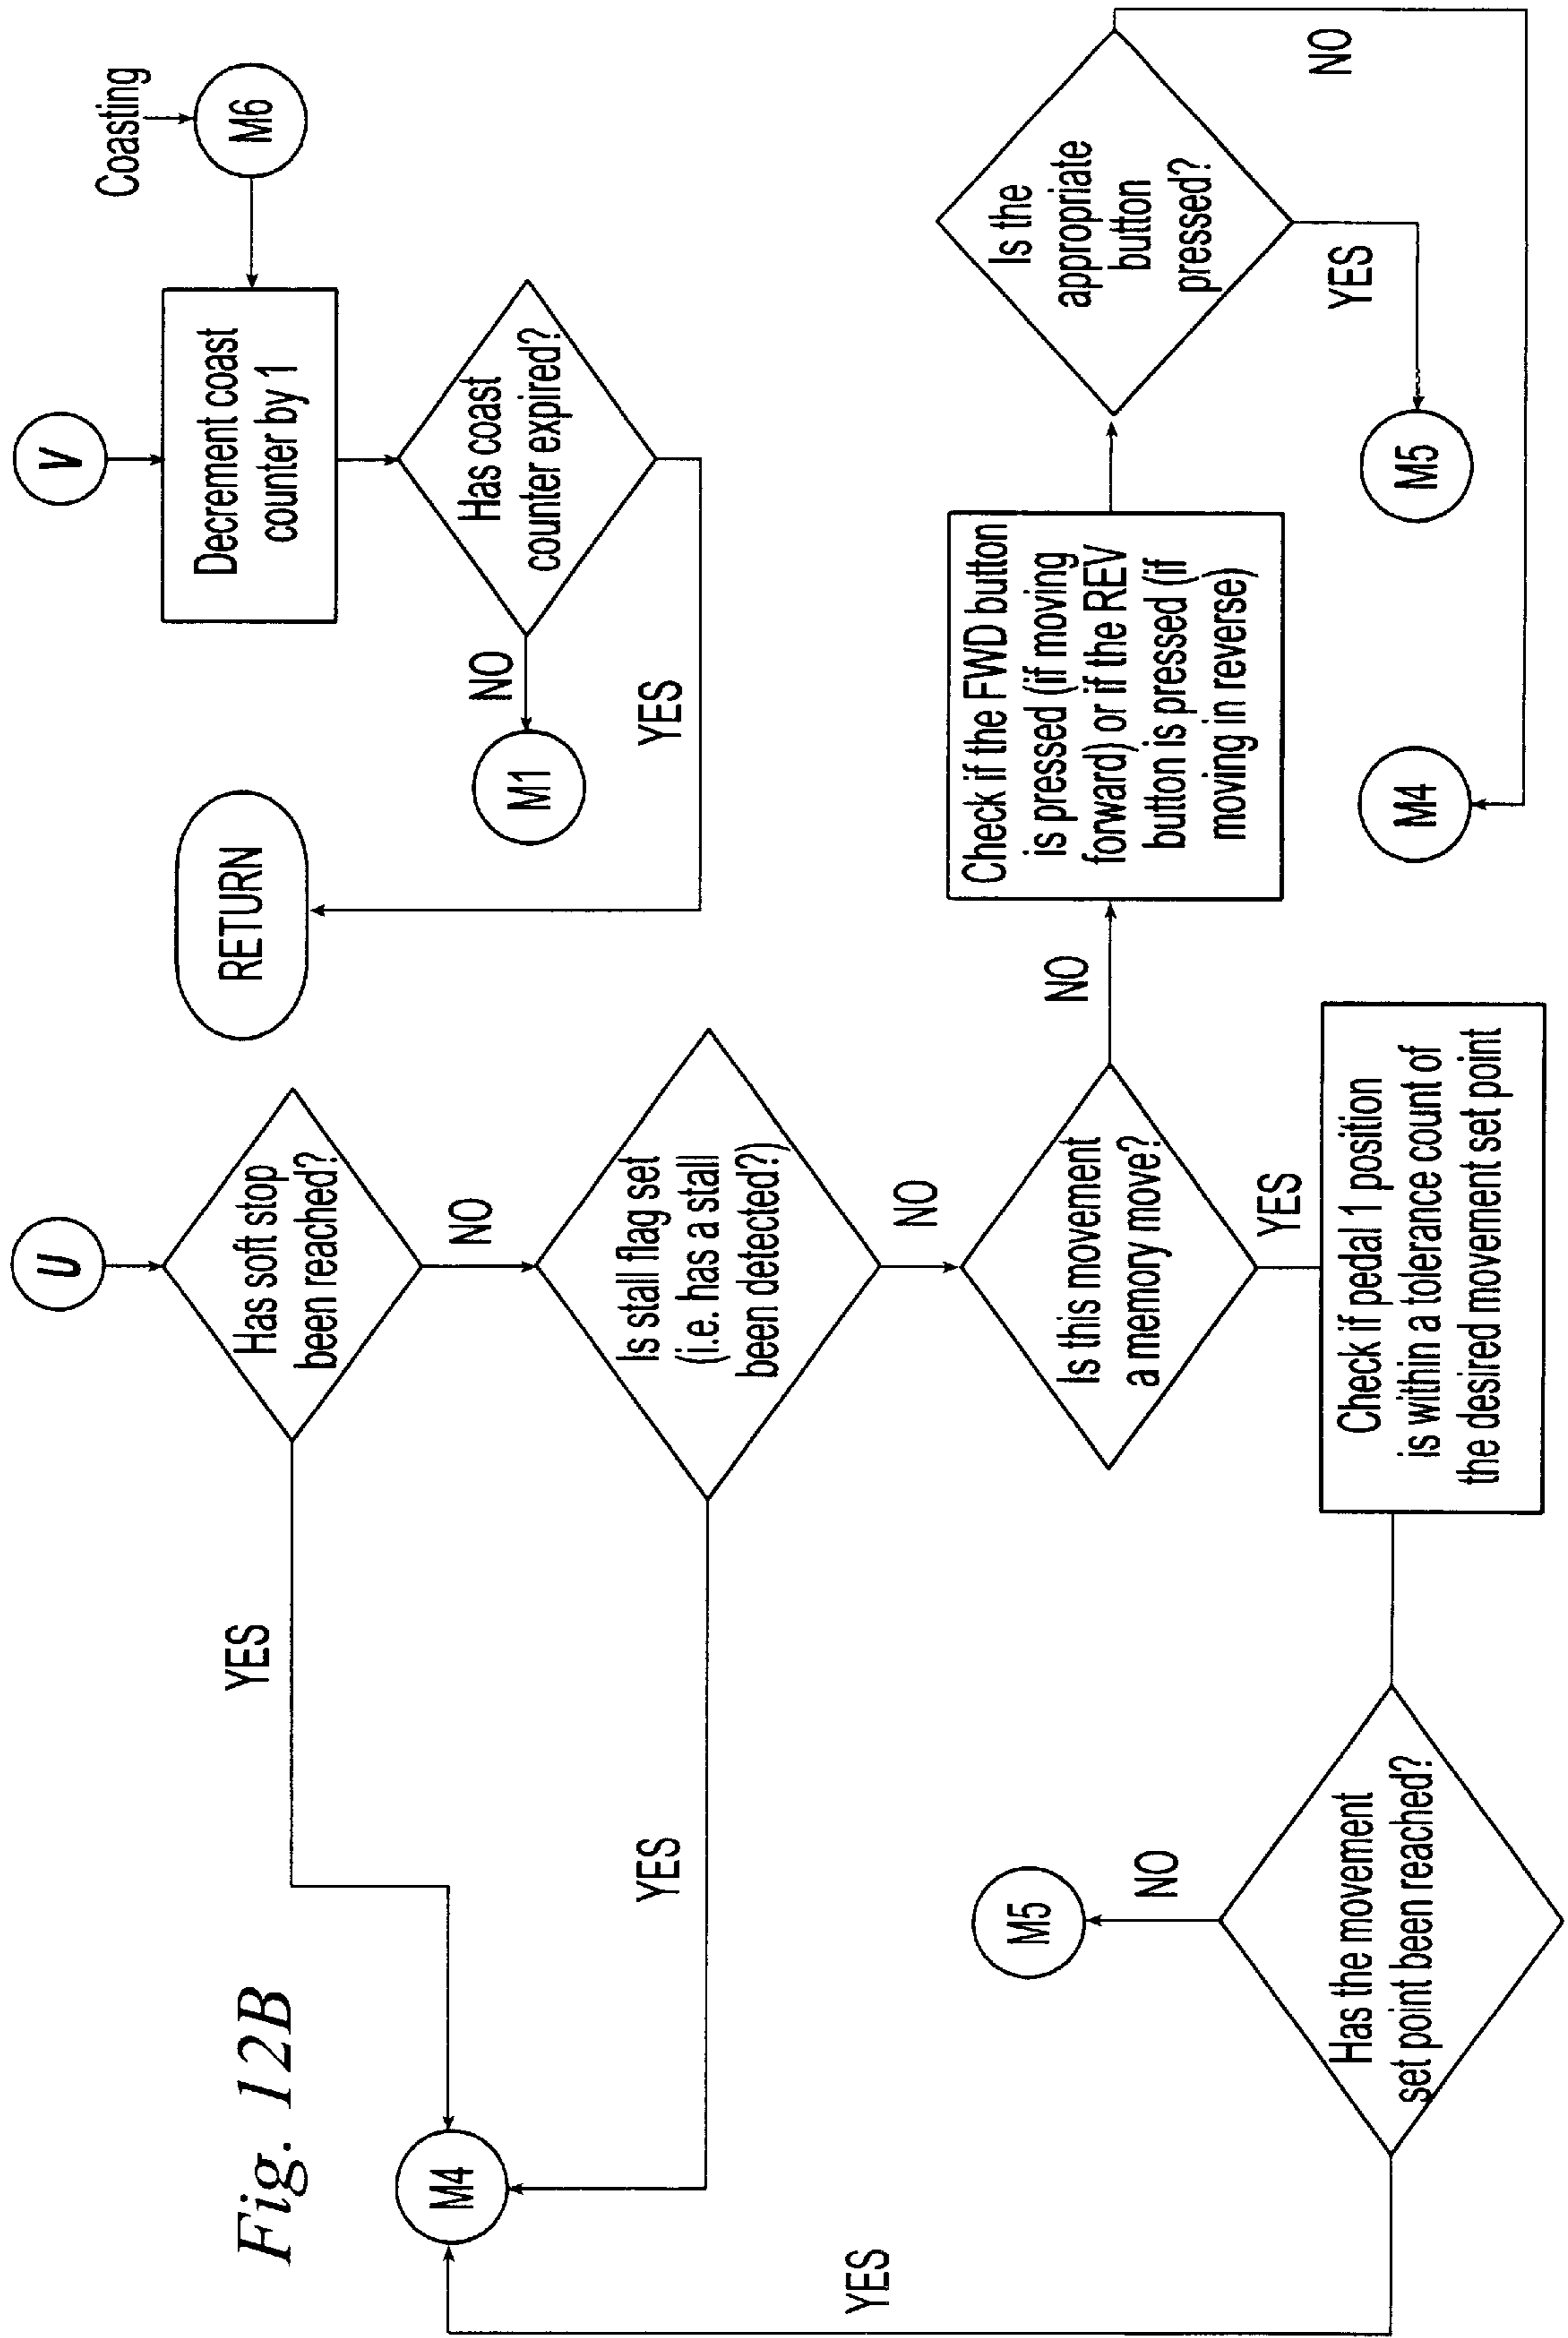 Fig. 12B
U
Has soft stop
been reached?
YES
NO
Is stall flag set
(i.e. has a stall
been detected?)
YES
NO
M4
Is this movement
a memory move?
NO
YES
Check if pedal 1 position
is within a tolerance count of
the desired movement set point
Has the movement
set point been reached?
NO
M5
YES
Check if the FWD button
is pressed (if moving
forward) or if the REV
button is pressed (if
moving in reverse)
Is the
appropriate
button
pressed?
YES
M5
NO
M4
V
Coasting
M6
Decrement coast
counter by 1
Has coast
counter expired?
NO
M1
YES
RETURN